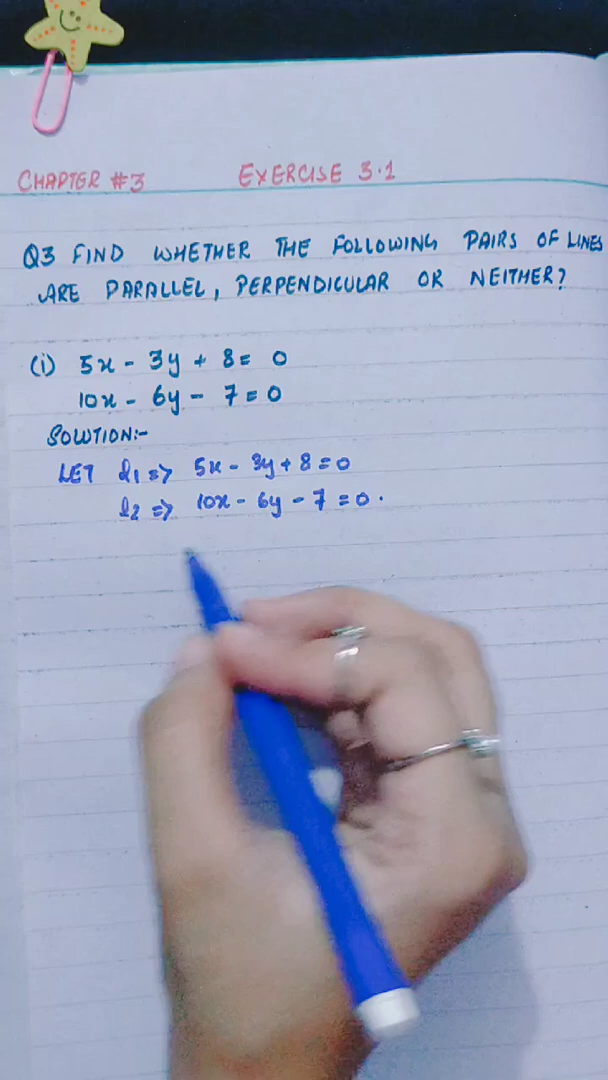 CHAPTER #3 EXERCISE 3.1
Q3 FIND WHETHER THE FOLLOWING PAIRS OF LINES
ARE PARALLEL, PERPENDICULAR OR NEITHER?
(i) 5x - 3y + 8 = 0
10x - 6y - 7 = 0
SOLUTION:-
LET l1 => 5x - 3y + 8 = 0
l2 => 10x - 6y - 7 = 0.